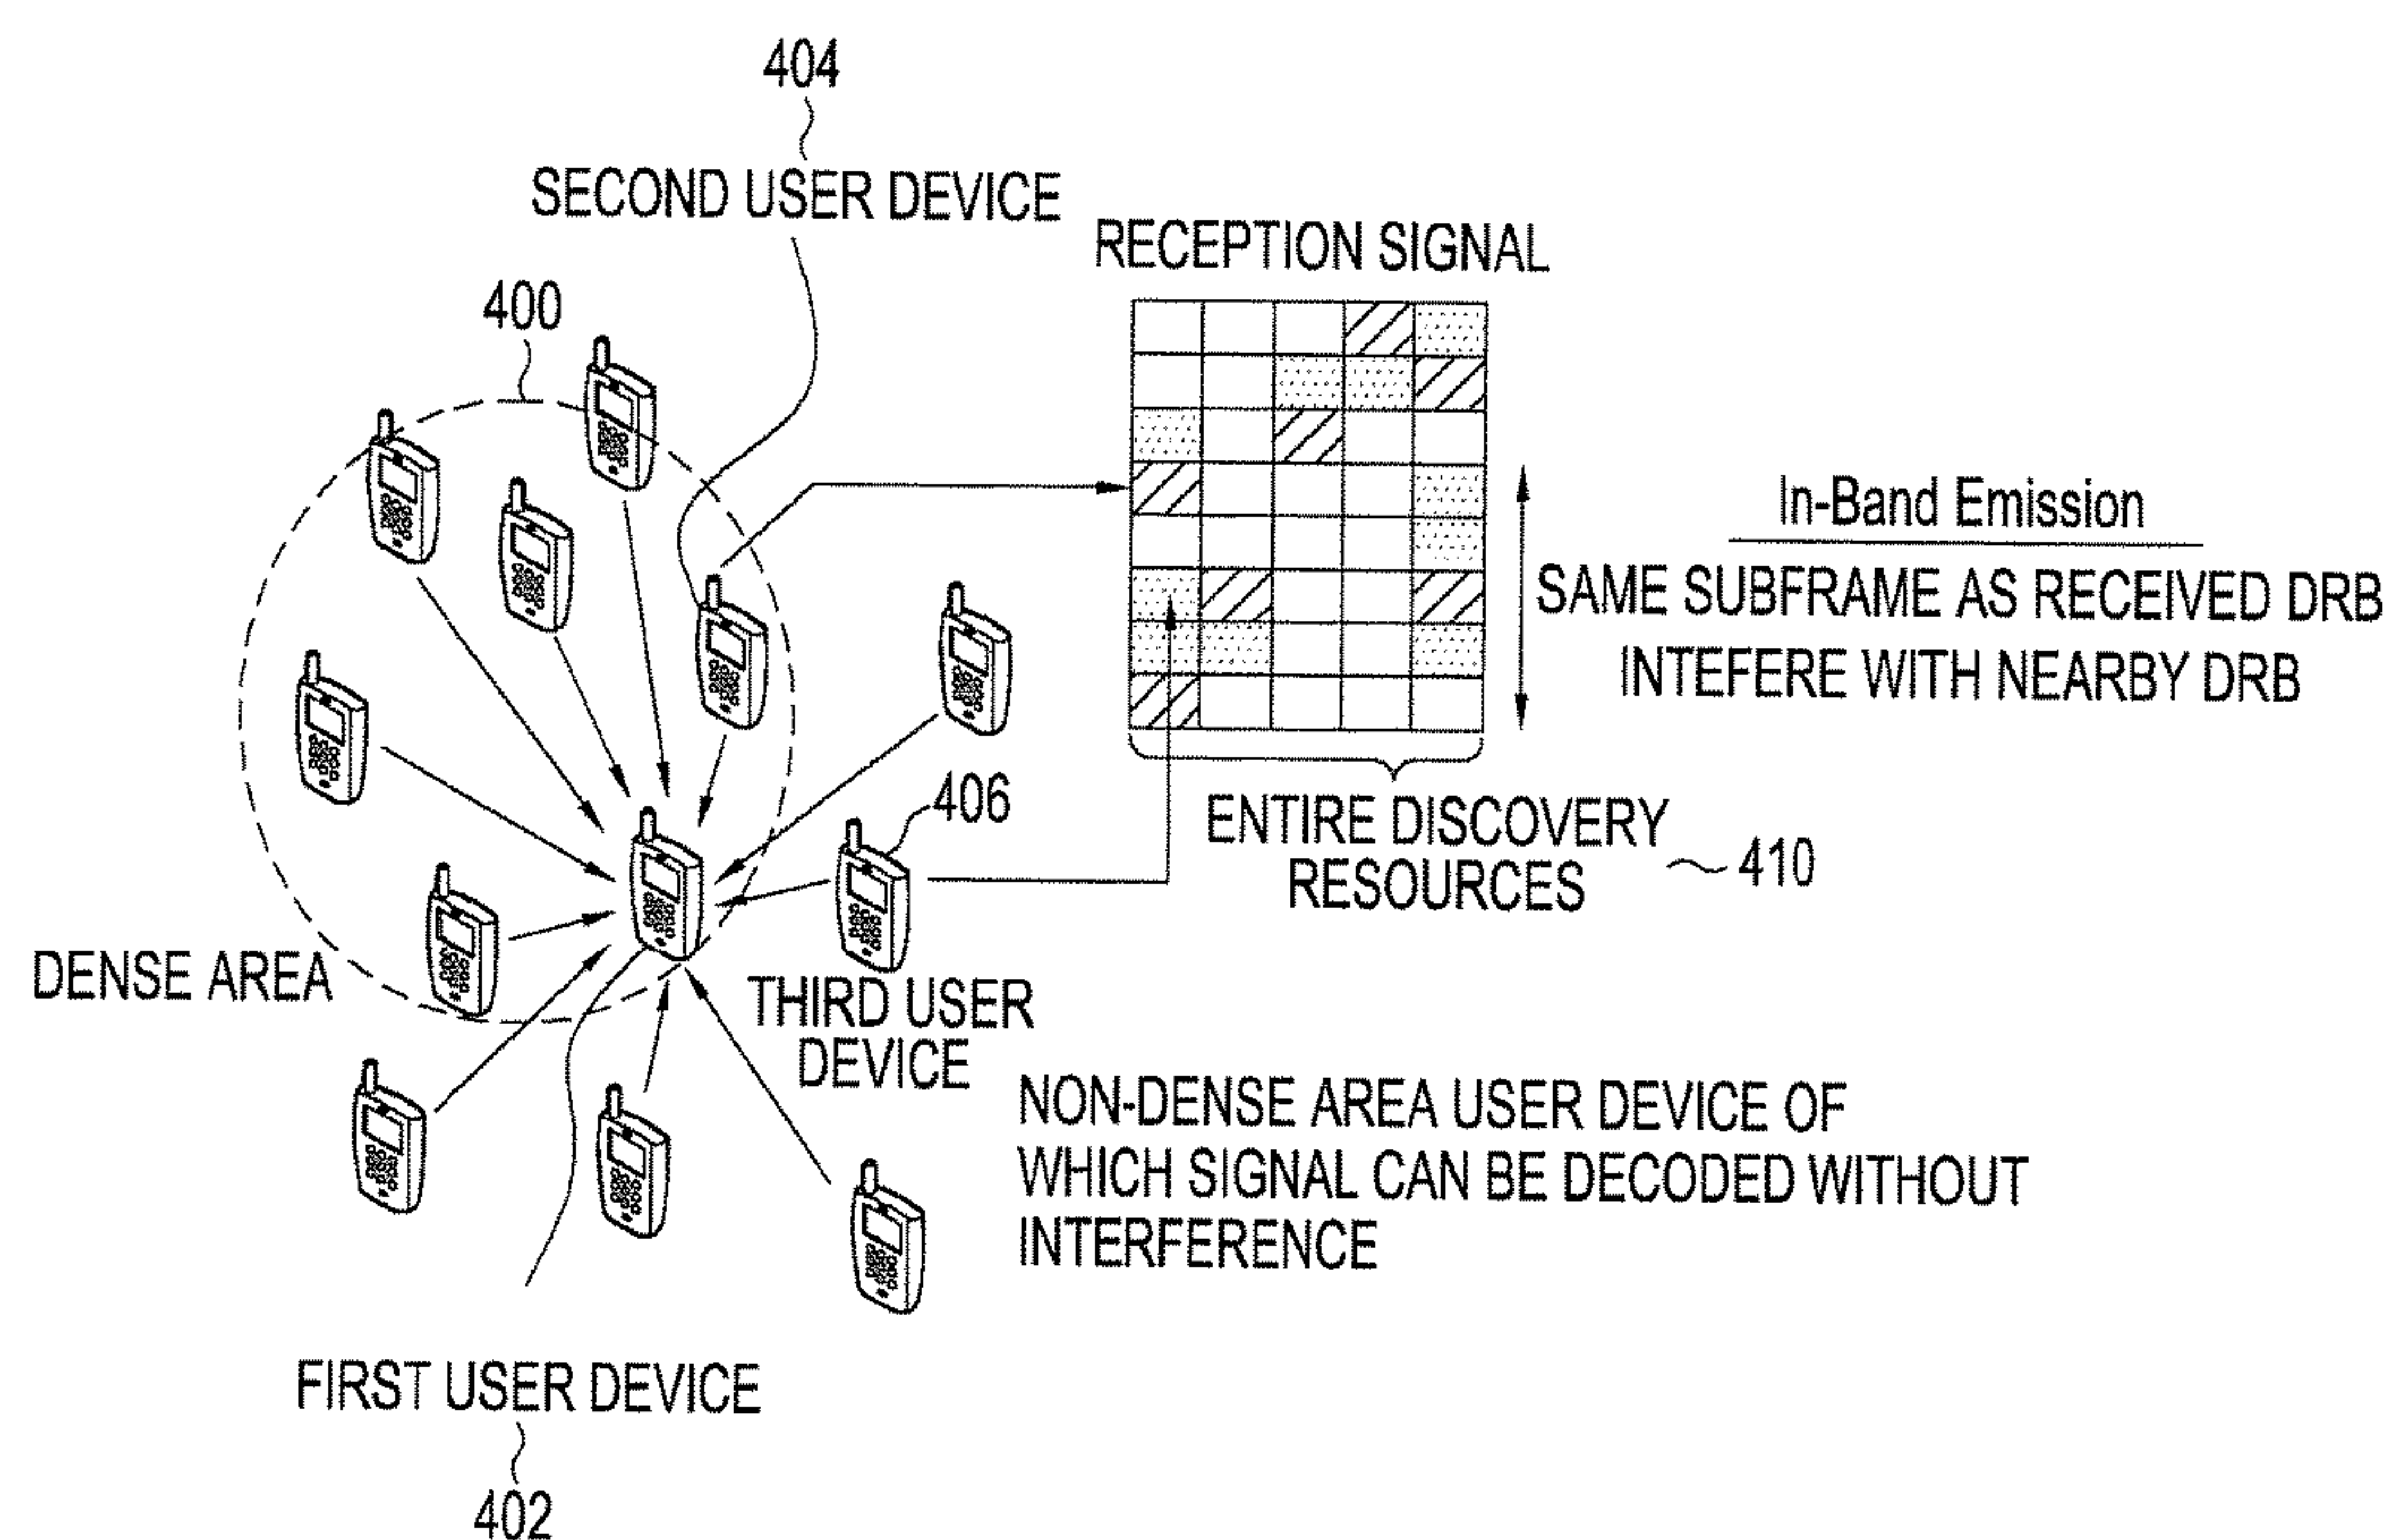 404
SECOND USER DEVICE
RECEPTION SIGNAL
400
In-Band Emission
SAME SUBFRAME AS RECEIVED DRB
INTEFERE WITH NEARBY DRB
406
ENTIRE DISCOVERY
RESOURCES
410
DENSE AREA
THIRD USER
DEVICE
NON-DENSE AREA USER DEVICE OF
WHICH SIGNAL CAN BE DECODED WITHOUT
INTERFERENCE
FIRST USER DEVICE
402